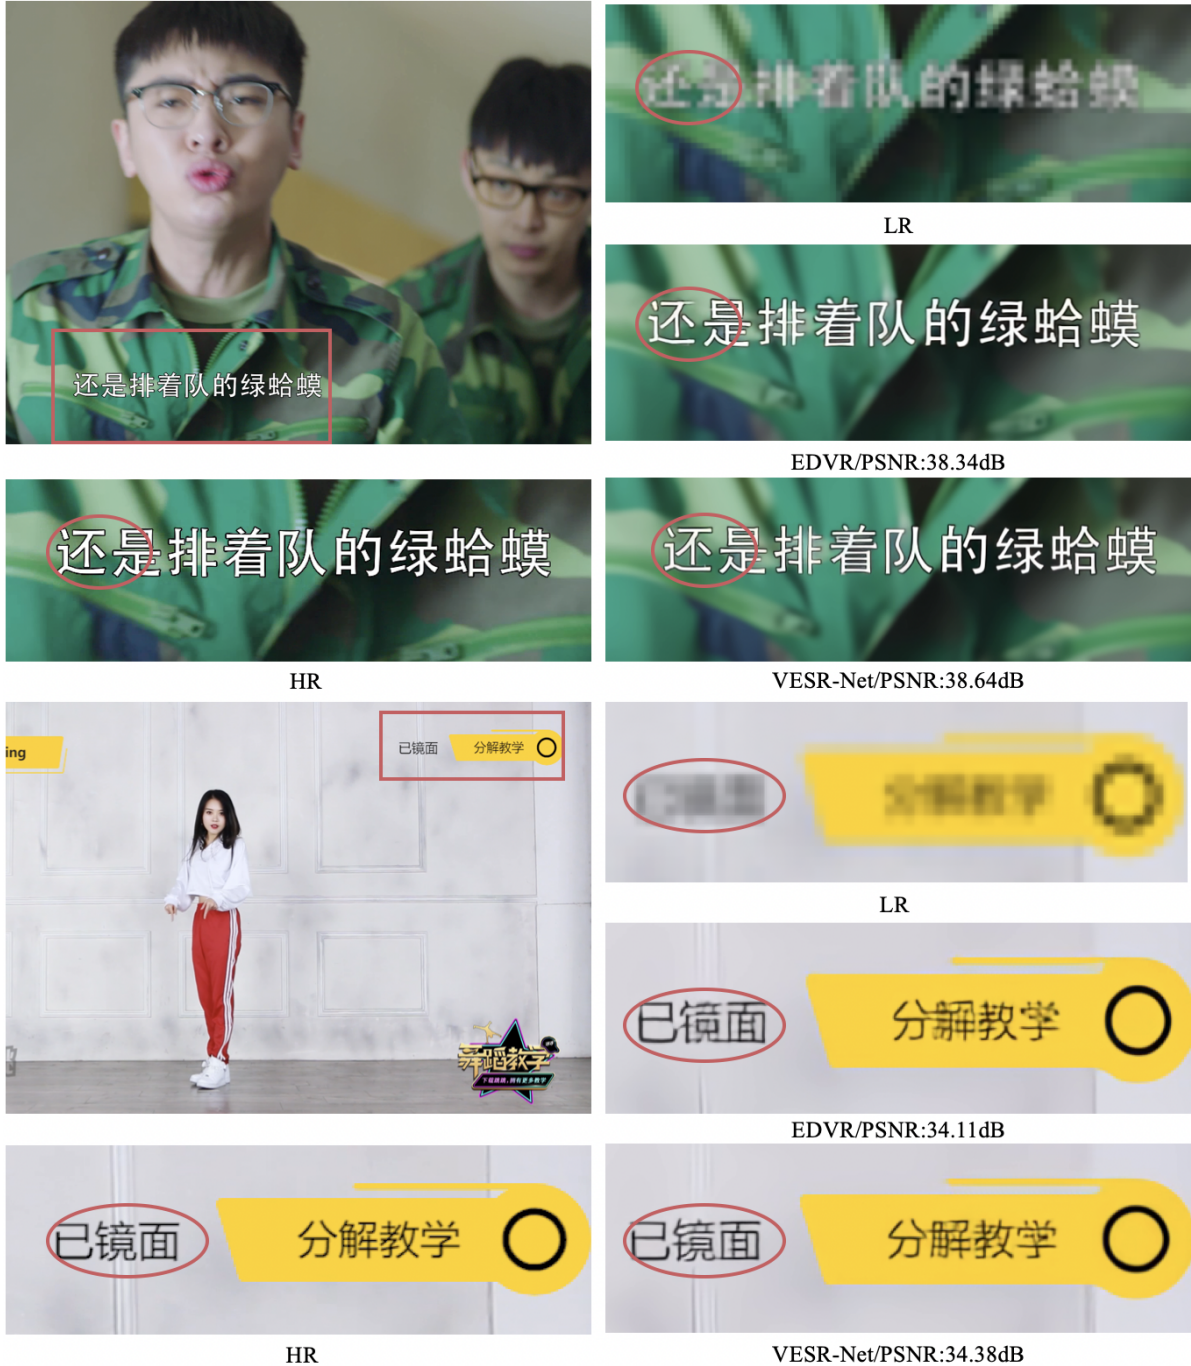 还是排着队的绿蛤蟆
还是排着队的绿蛤蟆
LR
还是排着队的绿蛤蟆
EDVR/PSNR:38.34dB
还是排着队的绿蛤蟆
HR
还是排着队的绿蛤蟆
VESR-Net/PSNR:38.64dB
ing
已镜面
分解教学
舞蹈教学
LR
已镜面
分解教学
EDVR/PSNR:34.11dB
已镜面
分解教学
HR
已镜面
分解教学
VESR-Net/PSNR:34.38dB